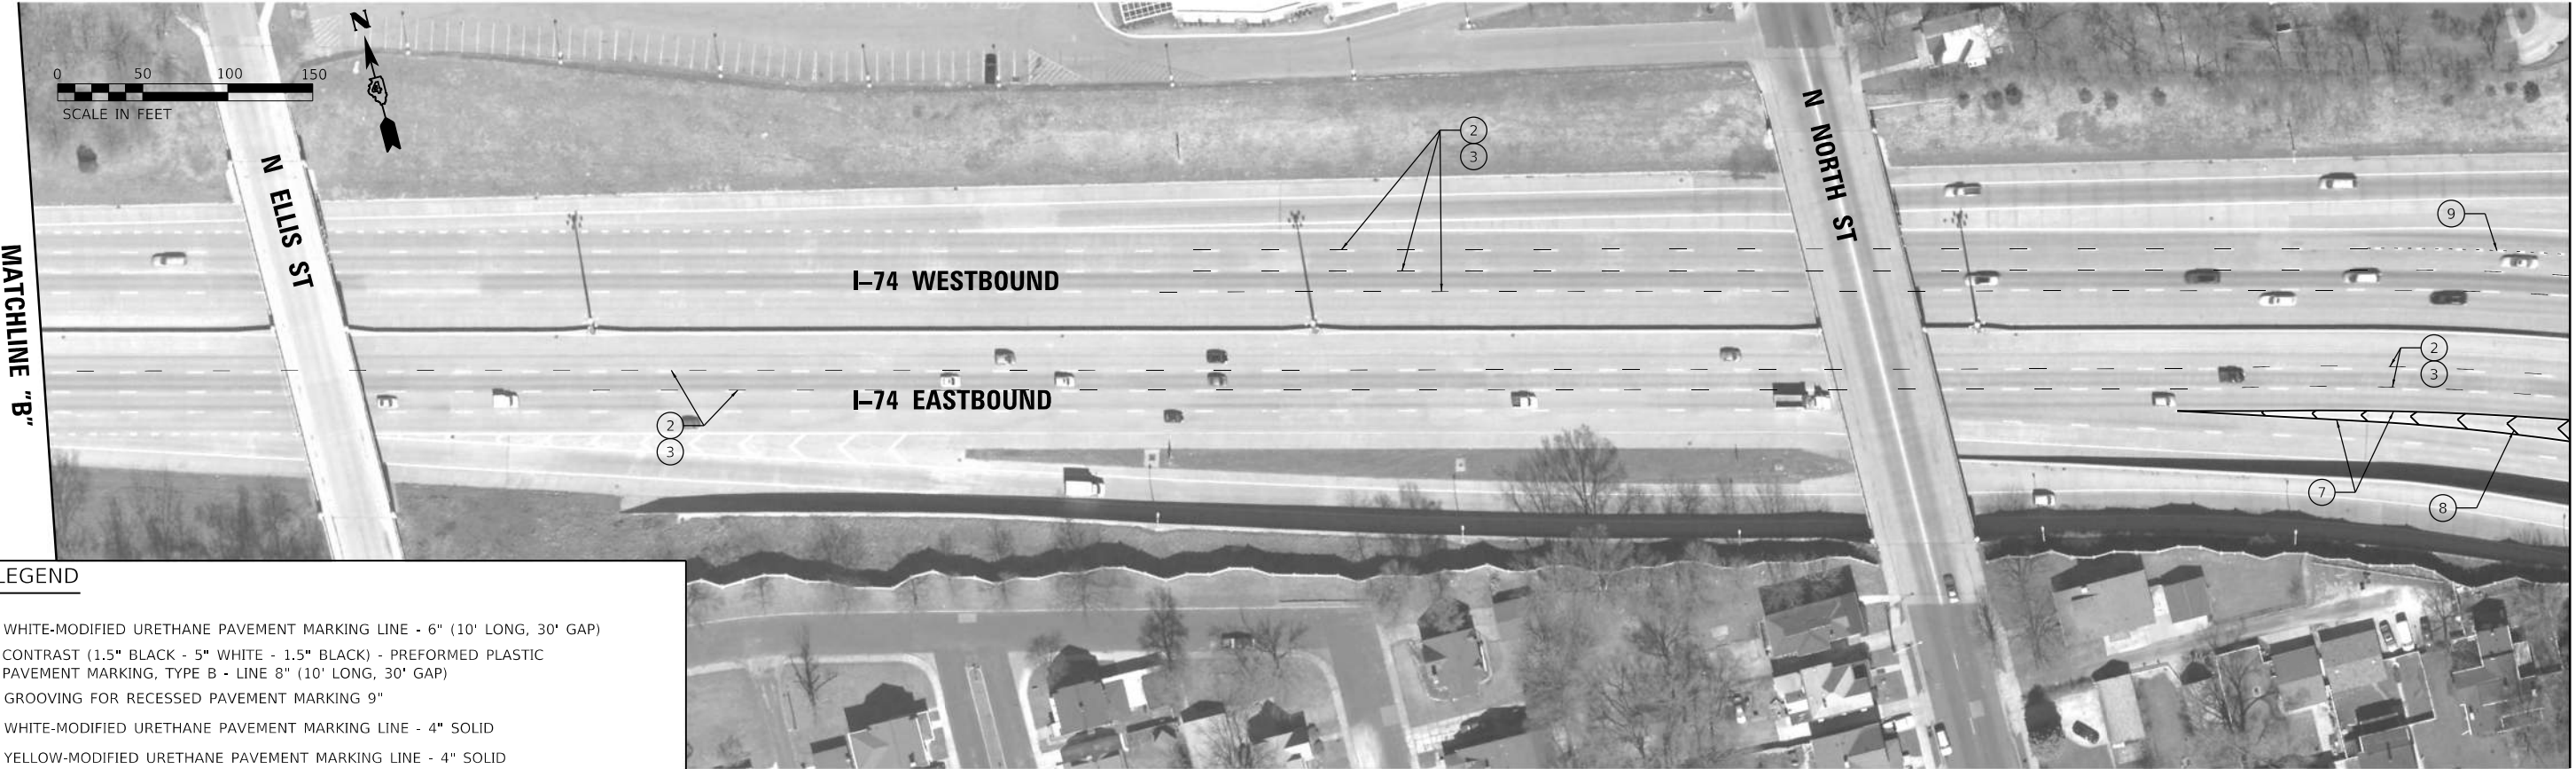 N
0 50 100 150
SCALE IN FEET
N ELLIS ST
N NORTH ST
2
3
9
I-74 WESTBOUND
MATCHLINE "B"
2
3
I-74 EASTBOUND
2
3
7
8
LEGEND
WHITE-MODIFIED URETHANE PAVEMENT MARKING LINE - 6" (10' LONG, 30' GAP)
CONTRAST (1.5" BLACK - 5" WHITE - 1.5" BLACK) - PREFORMED PLASTIC
PAVEMENT MARKING, TYPE B - LINE 8" (10' LONG, 30' GAP)
GROOVING FOR RECESSED PAVEMENT MARKING 9"
WHITE-MODIFIED URETHANE PAVEMENT MARKING LINE - 4" SOLID
YELLOW-MODIFIED URETHANE PAVEMENT MARKING LINE - 4" SOLID